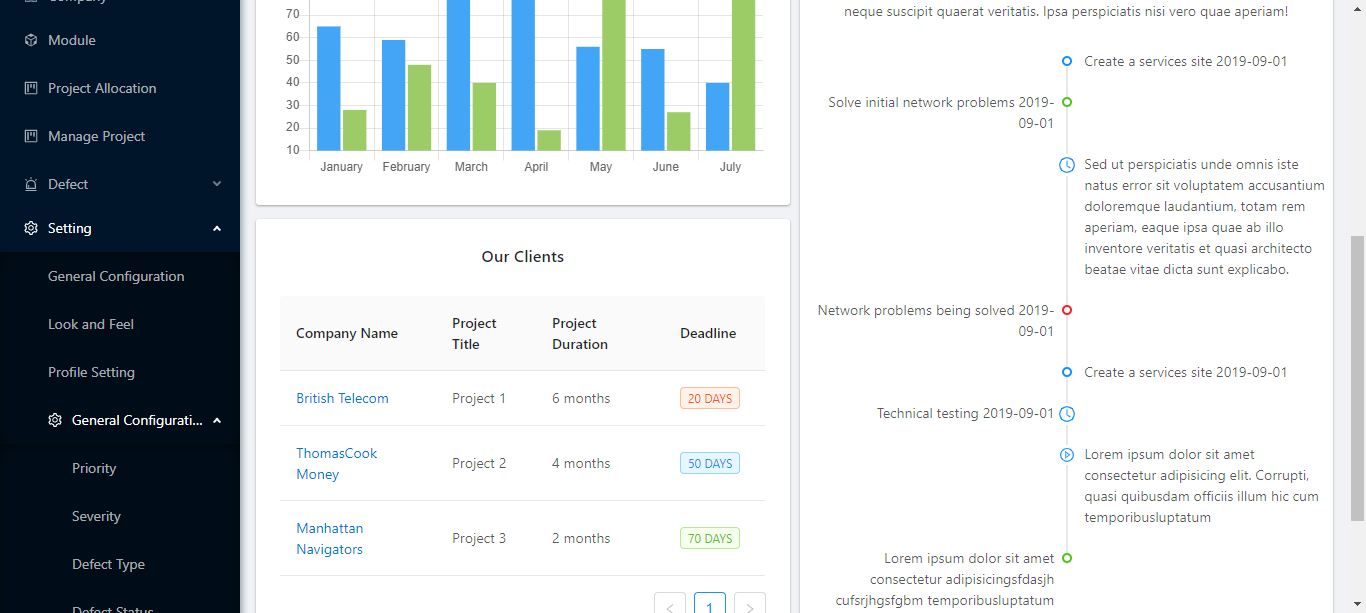 Company
Module
Project Allocation
Manage Project
Defect
Setting
General Configuration
Look and Feel
Profile Setting
General Configurati...
Priority
Severity
Defect Type
Defect Status
70
60
50
40
30
20
10
January February March April May June July
Our Clients
Company Name Project Title Project Duration Deadline
British Telecom Project 1 6 months 20 DAYS
ThomasCook Money Project 2 4 months 50 DAYS
Manhattan Navigators Project 3 2 months 70 DAYS
< 1 >
neque suscipit quaerat veritatis. Ipsa perspiciatis nisi vero quae aperiam!
Create a services site 2019-09-01
Solve initial network problems 2019-
09-01
Sed ut perspiciatis unde omnis iste
natus error sit voluptatem accusantium
doloremque laudantium, totam rem
aperiam, eaque ipsa quae ab illo
inventore veritatis et quasi architecto
beatae vitae dicta sunt explicabo.
Network problems being solved 2019-
09-01
Create a services site 2019-09-01
Technical testing 2019-09-01
Lorem ipsum dolor sit amet
consectetur adipisicing elit. Corrupti,
quasi quibusdam officiis illum hic cum
temporibusluptatum
Lorem ipsum dolor sit amet
consectetur adipisicingsfdasjh
cufsrjhgsfgbm temporibusluptatum